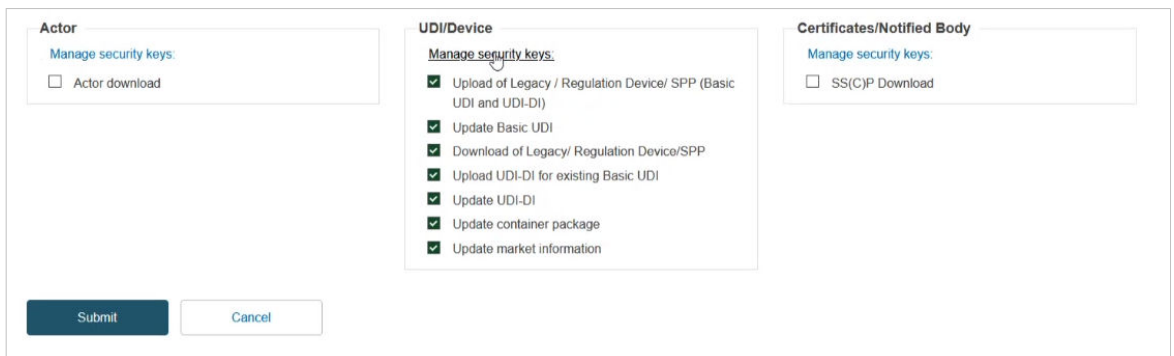 Actor
Manage security keys:
Actor download
UDI/Device
Manage security keys:
Upload of Legacy / Regulation Device/ SPP (Basic
UDI and UDI-DI)
Update Basic UDI
Download of Legacy/ Regulation Device/SPP
Upload UDI-DI for existing Basic UDI
Update UDI-DI
Update container package
Update market information
Certificates/Notified Body
Manage security keys:
SS(C)P Download
Submit
Cancel